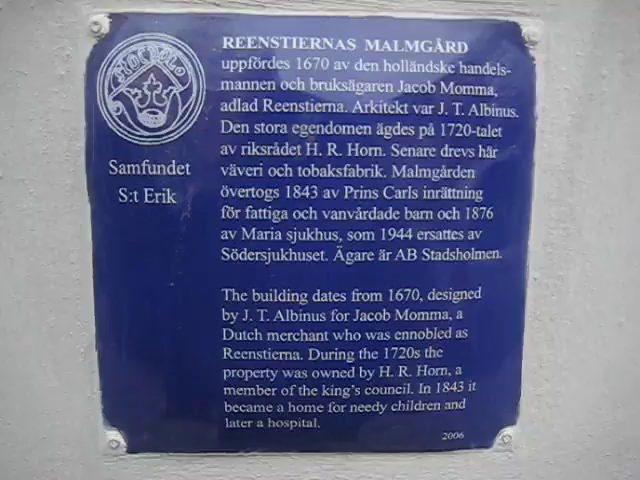 HOLMOLD
Samfundet
S:t Erik
REENSTIERNAS MALMGÅRD
uppfördes 1670 av den holländske handels-
mannen och bruksägaren Jacob Momma,
adlad Reenstierna. Arkitekt var J. T. Albinus.
Den stora egendomen ägdes på 1720-talet
av riksrådet H. R. Horn. Senare drevs här
väveri och tobaksfabrik. Malmgården
övertogs 1843 av Prins Carls inrättning
för fattiga och vanvårdade barn och 1876
av Maria sjukhus, som 1944 ersattes av
Södersjukhuset. Ägare är AB Stadsholmen.
The building dates from 1670, designed
by J. T. Albinus for Jacob Momma, a
Dutch merchant who was ennobled as
Reenstierna. During the 1720s the
property was owned by H. R. Horn, a
member of the king's council. In 1843 it
became a home for needy children and
later a hospital.
2006